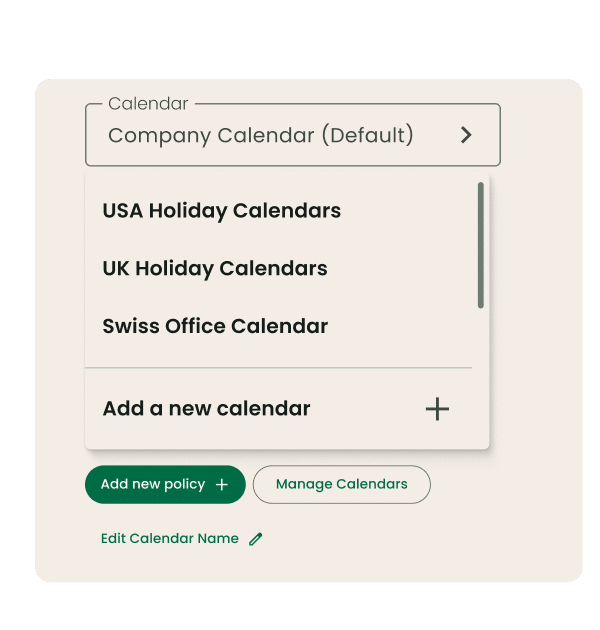 Calendar
Company Calendar (Default)
USA Holiday Calendars
UK Holiday Calendars
Swiss Office Calendar
Add a new calendar
Add new policy
Manage Calendars
Edit Calendar Name